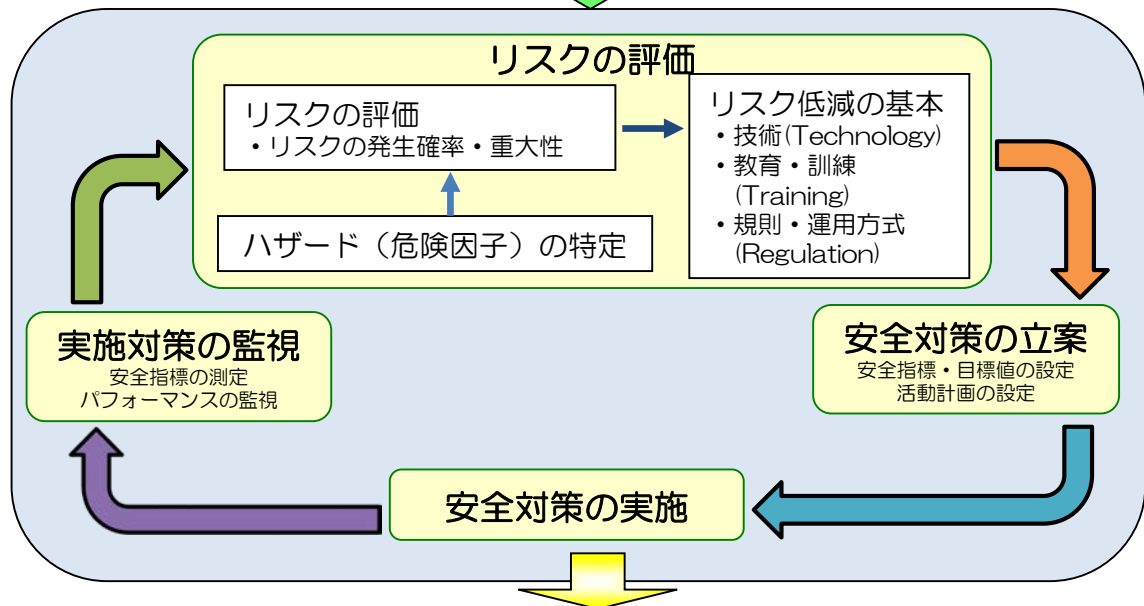 リスクの評価
リスクの評価
・リスクの発生確率・重大性
ハザード（危険因子）の特定
リスク低減の基本
・技術(Technology)
・教育・訓練
(Training)
・規則・運用方式
(Regulation)
安全対策の立案
安全指標・目標値の設定
活動計画の設定
安全対策の実施
実施対策の監視
安全指標の測定
パフォーマンスの監視